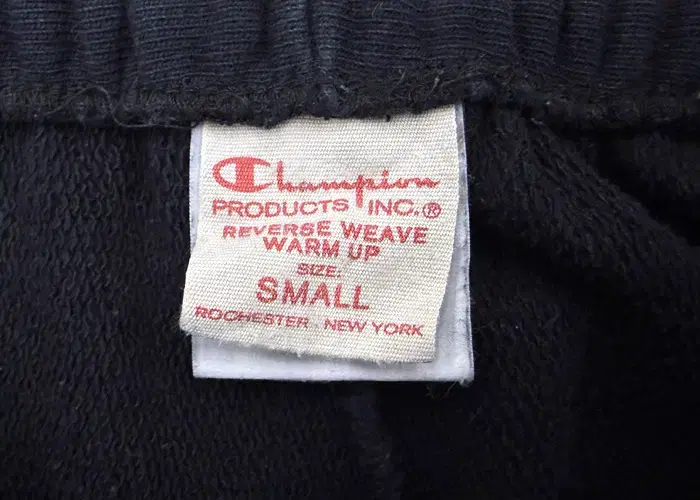 Champion
PRODUCTS INC.®
REVERSE WEAVE
WARM UP
SIZE:
SMALL
ROCHESTER, NEW YORK